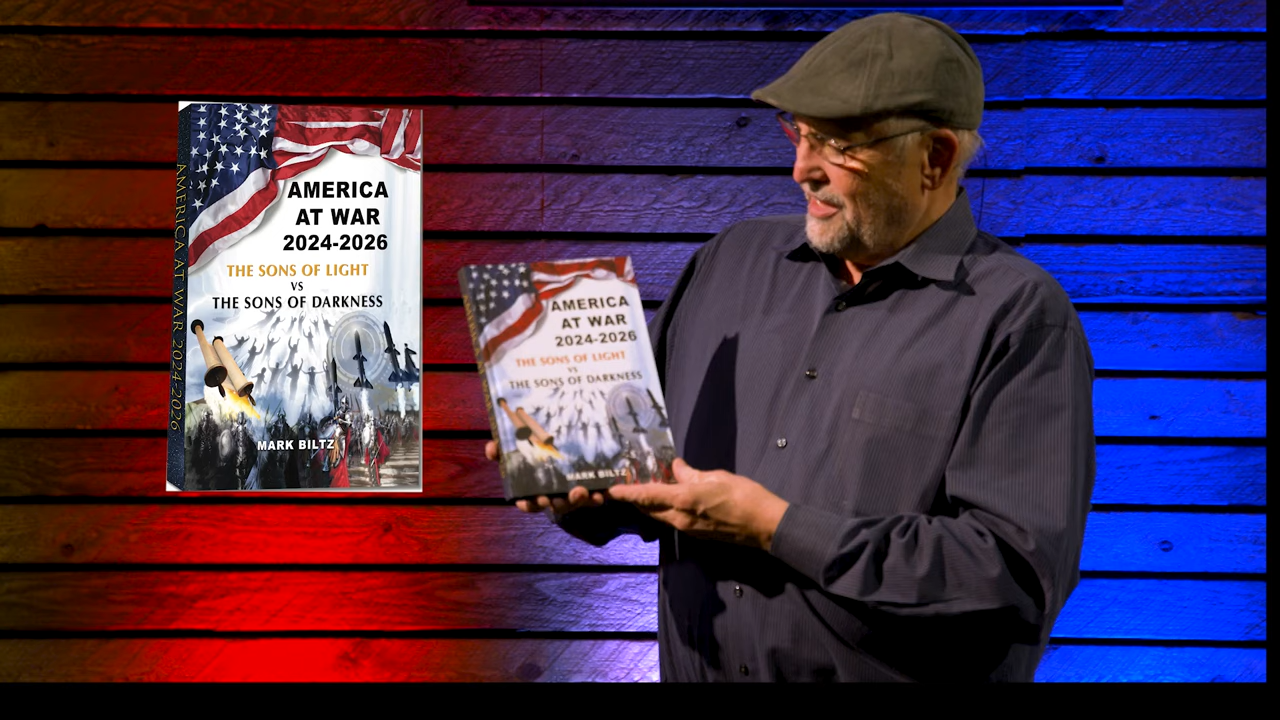 AMERICA AT WAR 2024-2026
AMERICA
AT WAR
2024-2026
THE SONS OF LIGHT
VS
THE SONS OF DARKNESS
MARK BILTZ
AMERICA
AT WAR
2024-2026
THE SONS OF LIGHT
VS
THE SONS OF DARKNESS
MARK BILTZ